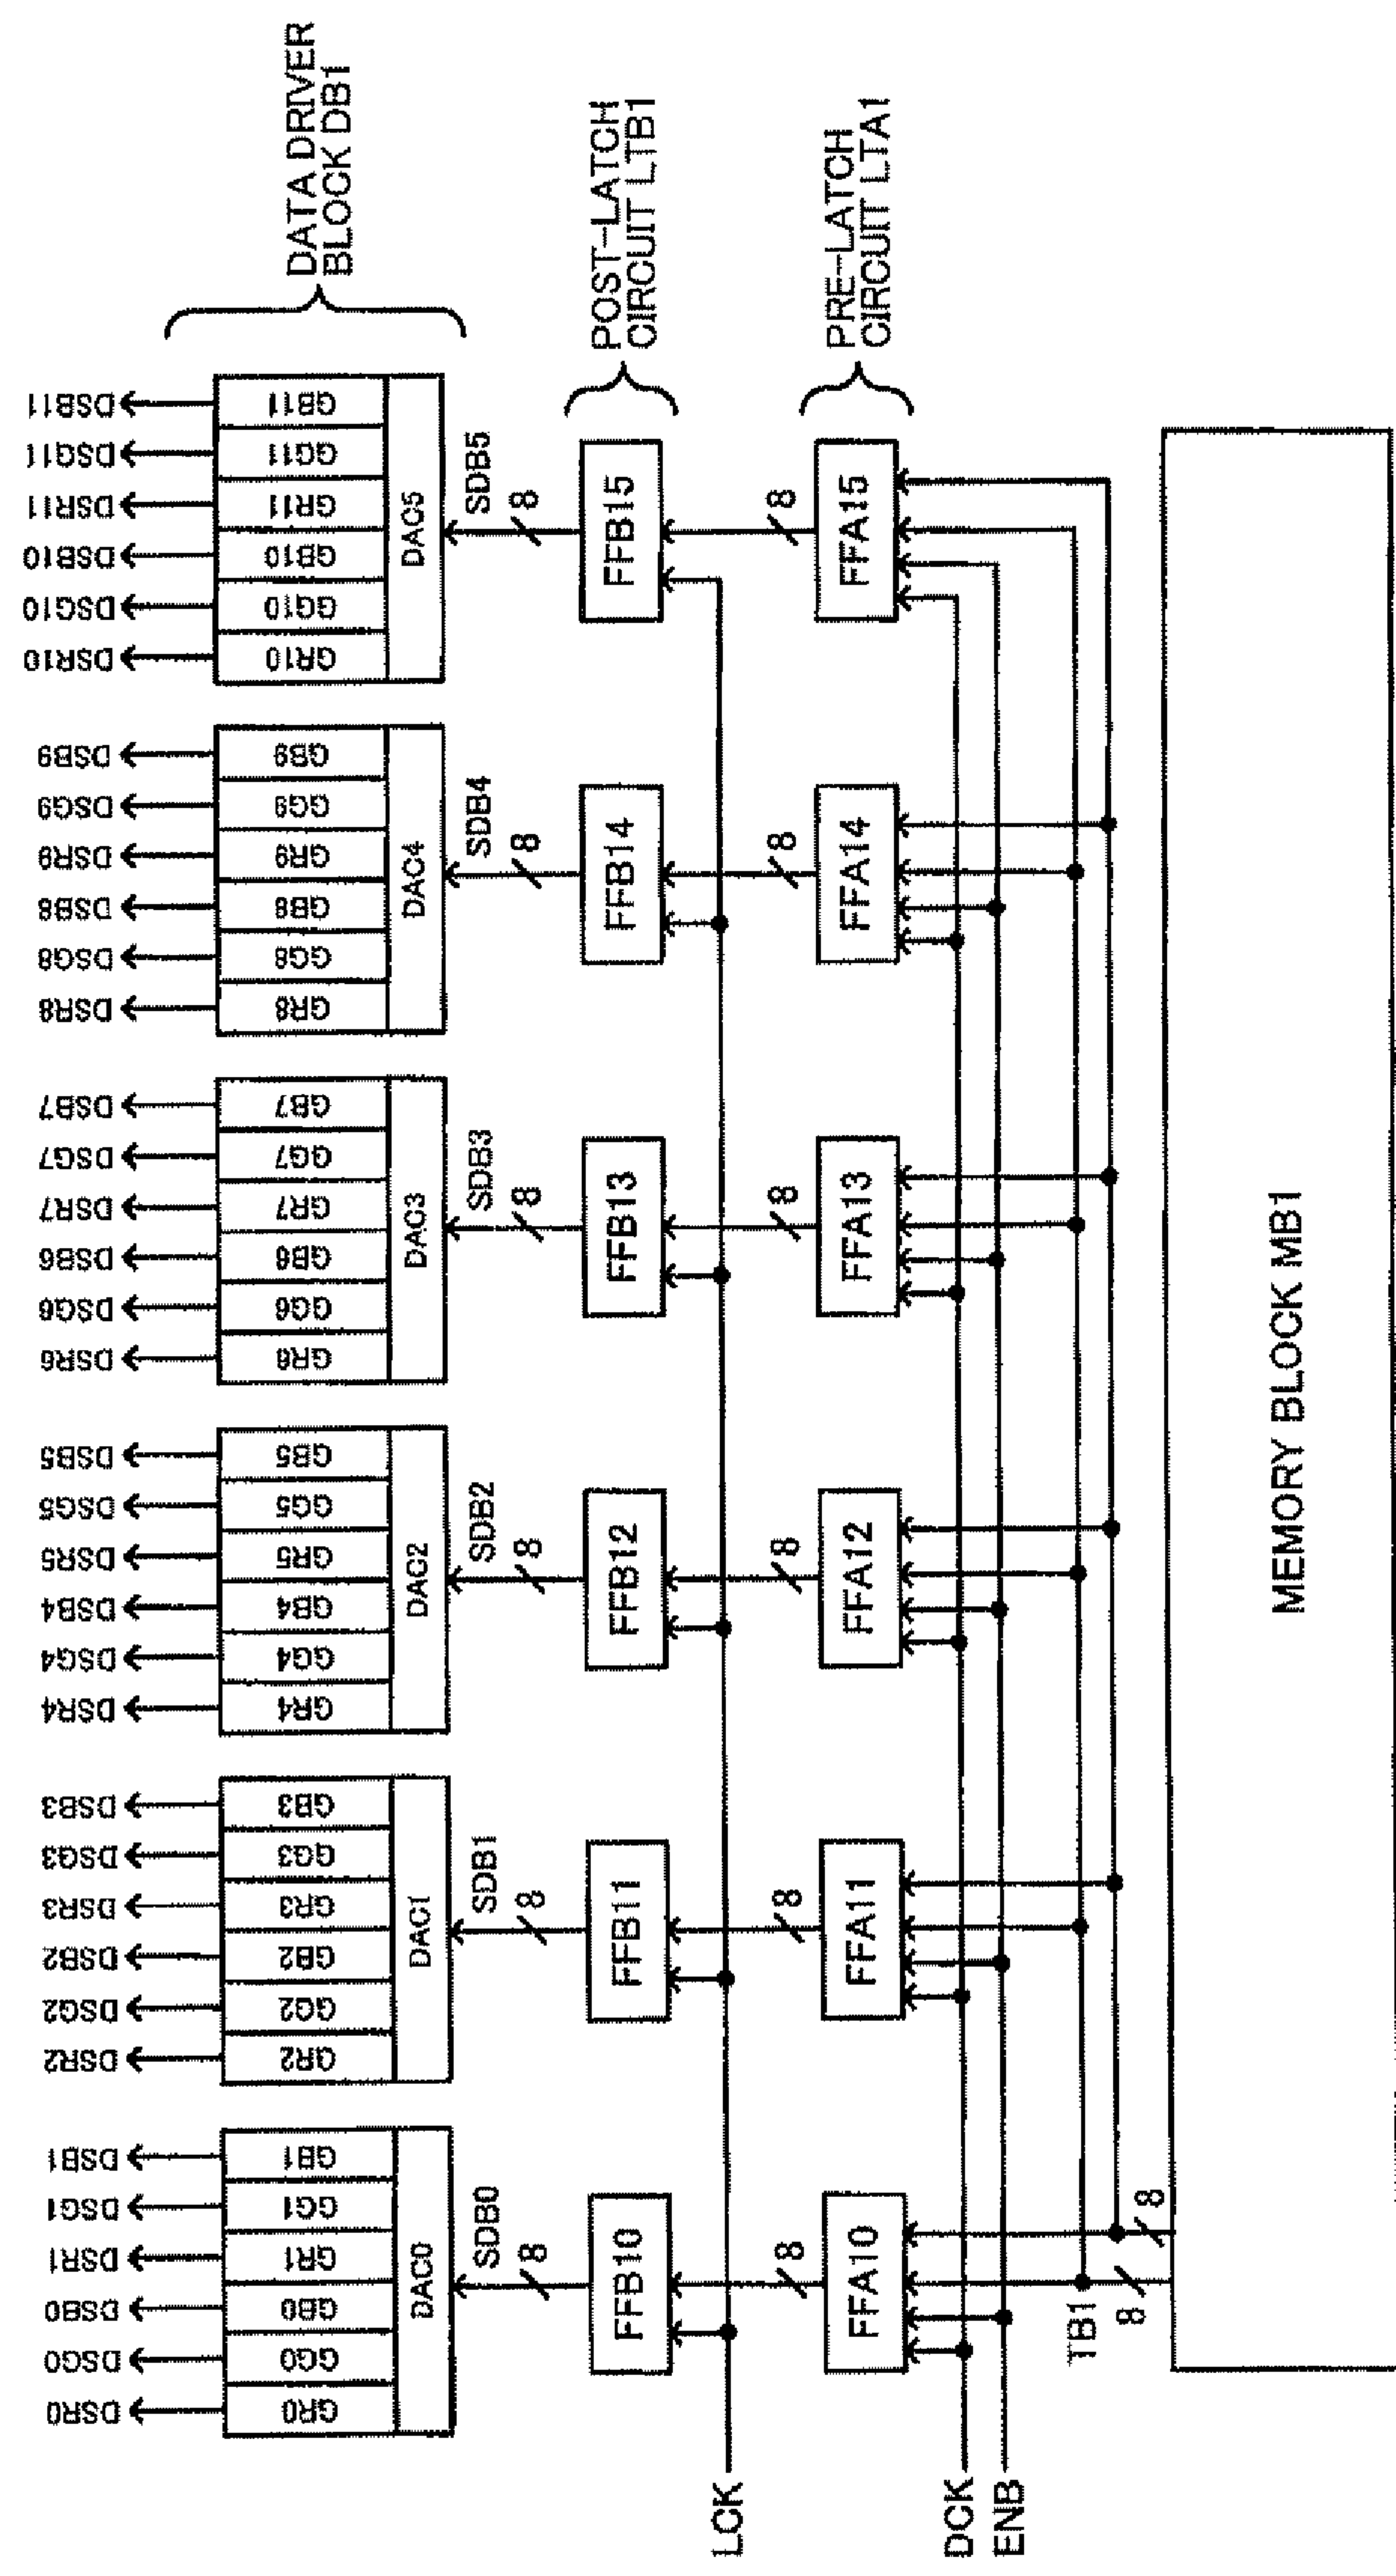 DSR0 DSG0 DSB0 DSR1 DSG1 DSB1 DSR2 DSG2 DSB2 DSR3 DSG3 DSB3 DSR4 DSG4 DSB4 DSR5 DSG5 DSB5 DSR6 DSG6 DSB6 DSR7 DSG7 DSB7 DSR8 DSG8 DSB8 DSR9 DSG9 DSB9 DSR10 DSG10 DSB10 DSR11 DSG11 DSB11
GR0 GG0 GB0 GR1 GG1 GB1 GR2 GG2 GB2 GR3 GG3 GB3 GR4 GG4 GB4 GR5 GG5 GB5 GR6 GG6 GB6 GR7 GG7 GB7 GR8 GG8 GB8 GR9 GG9 GB9 GR10 GG10 GB10 GR11 GG11 GB11
DATA DRIVER
BLOCK DB1
DAC0 DAC1 DAC2 DAC3 DAC4 DAC5
SDB0 SDB1 SDB2 SDB3 SDB4 SDB5
8 8 8 8 8 8
FFB10 FFB11 FFB12 FFB13 FFB14 FFB15
POST-LATCH
CIRCUIT LTB1
LCK
8 8 8 8 8 8
FFA10 FFA11 FFA12 FFA13 FFA14 FFA15
PRE-LATCH
CIRCUIT LTA1
DCK
ENB
TB1
8 8
MEMORY BLOCK MB1